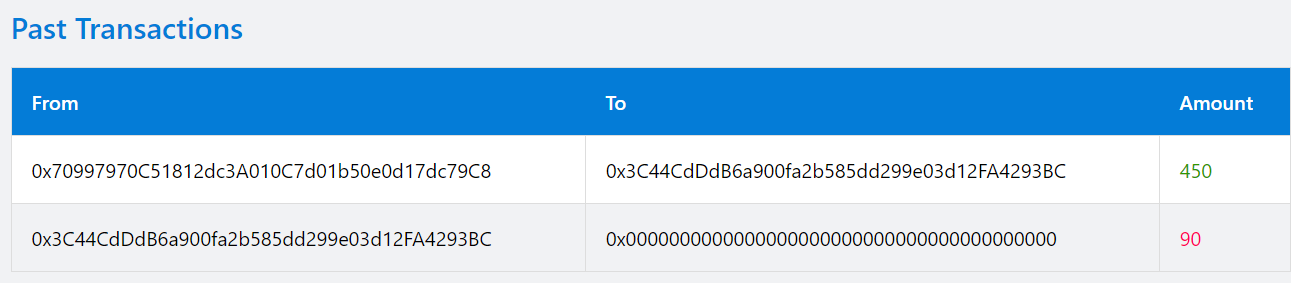 Past Transactions
From To Amount
0x70997970C51812dc3A010C7d01b50e0d17dc79C8 0x3C44CdDdB6a900fa2b585dd299e03d12FA4293BC 450
0x3C44CdDdB6a900fa2b585dd299e03d12FA4293BC 0x0000000000000000000000000000000000000000 90